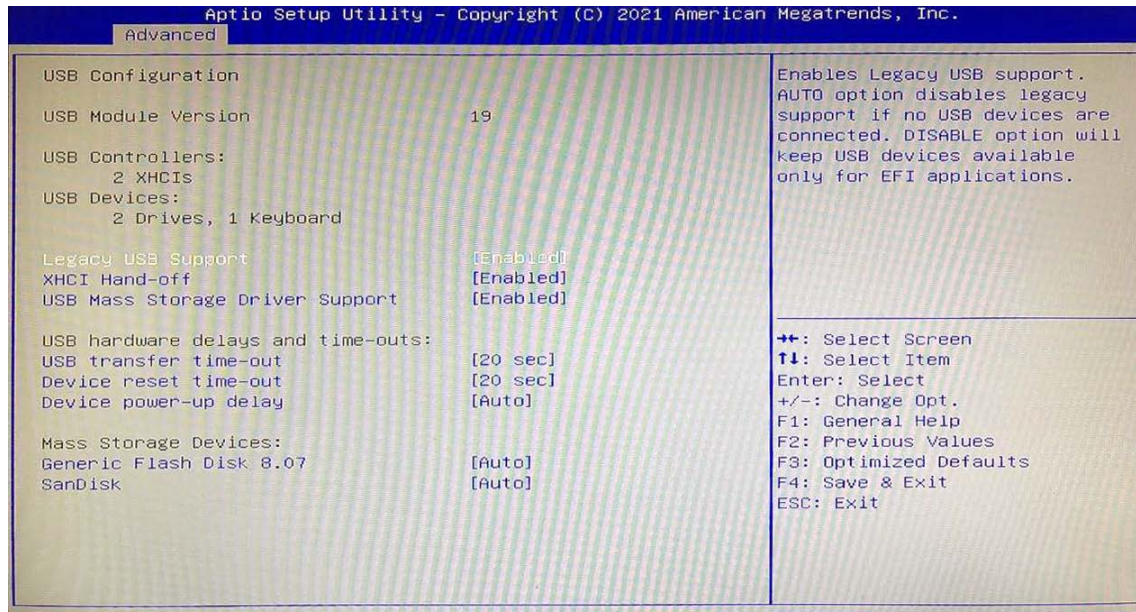 Aptio Setup Utility – Copyright (C) 2021 American Megatrends, Inc.
Advanced
USB Configuration
USB Module Version 19
USB Controllers:
2 XHCIs
USB Devices:
2 Drives, 1 Keyboard
Legacy USB Support [Enabled]
XHCI Hand-off [Enabled]
USB Mass Storage Driver Support [Enabled]
USB hardware delays and time-outs:
USB transfer time-out [20 sec]
Device reset time-out [20 sec]
Device power-up delay [Auto]
Mass Storage Devices:
Generic Flash Disk 8.07 [Auto]
SanDisk [Auto]
Enables Legacy USB support.
AUTO option disables legacy
support if no USB devices are
connected. DISABLE option will
keep USB devices available
only for EFI applications.
→←: Select Screen
↑↓: Select Item
Enter: Select
+/-: Change Opt.
F1: General Help
F2: Previous Values
F3: Optimized Defaults
F4: Save & Exit
ESC: Exit